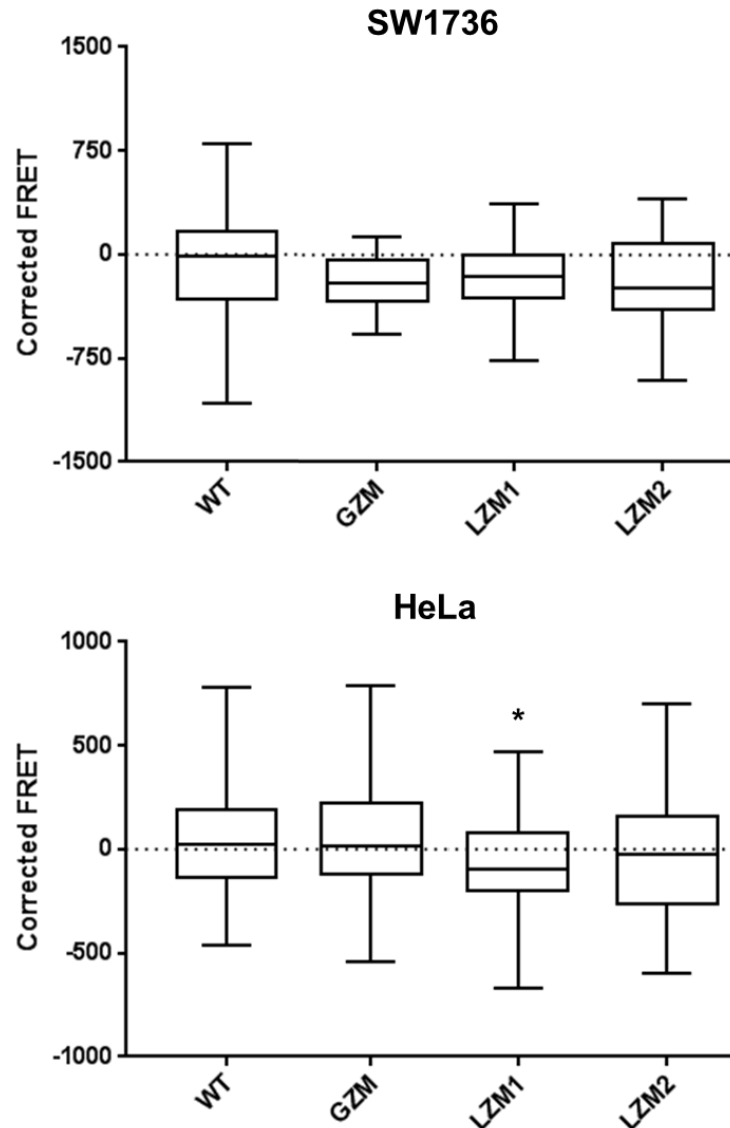 SW1736
Corrected FRET
1500
750
0
-750
-1500
WT
GZM
LZM1
LZM2
HeLa
Corrected FRET
1000
500
0
-500
-1000
*
WT
GZM
LZM1
LZM2